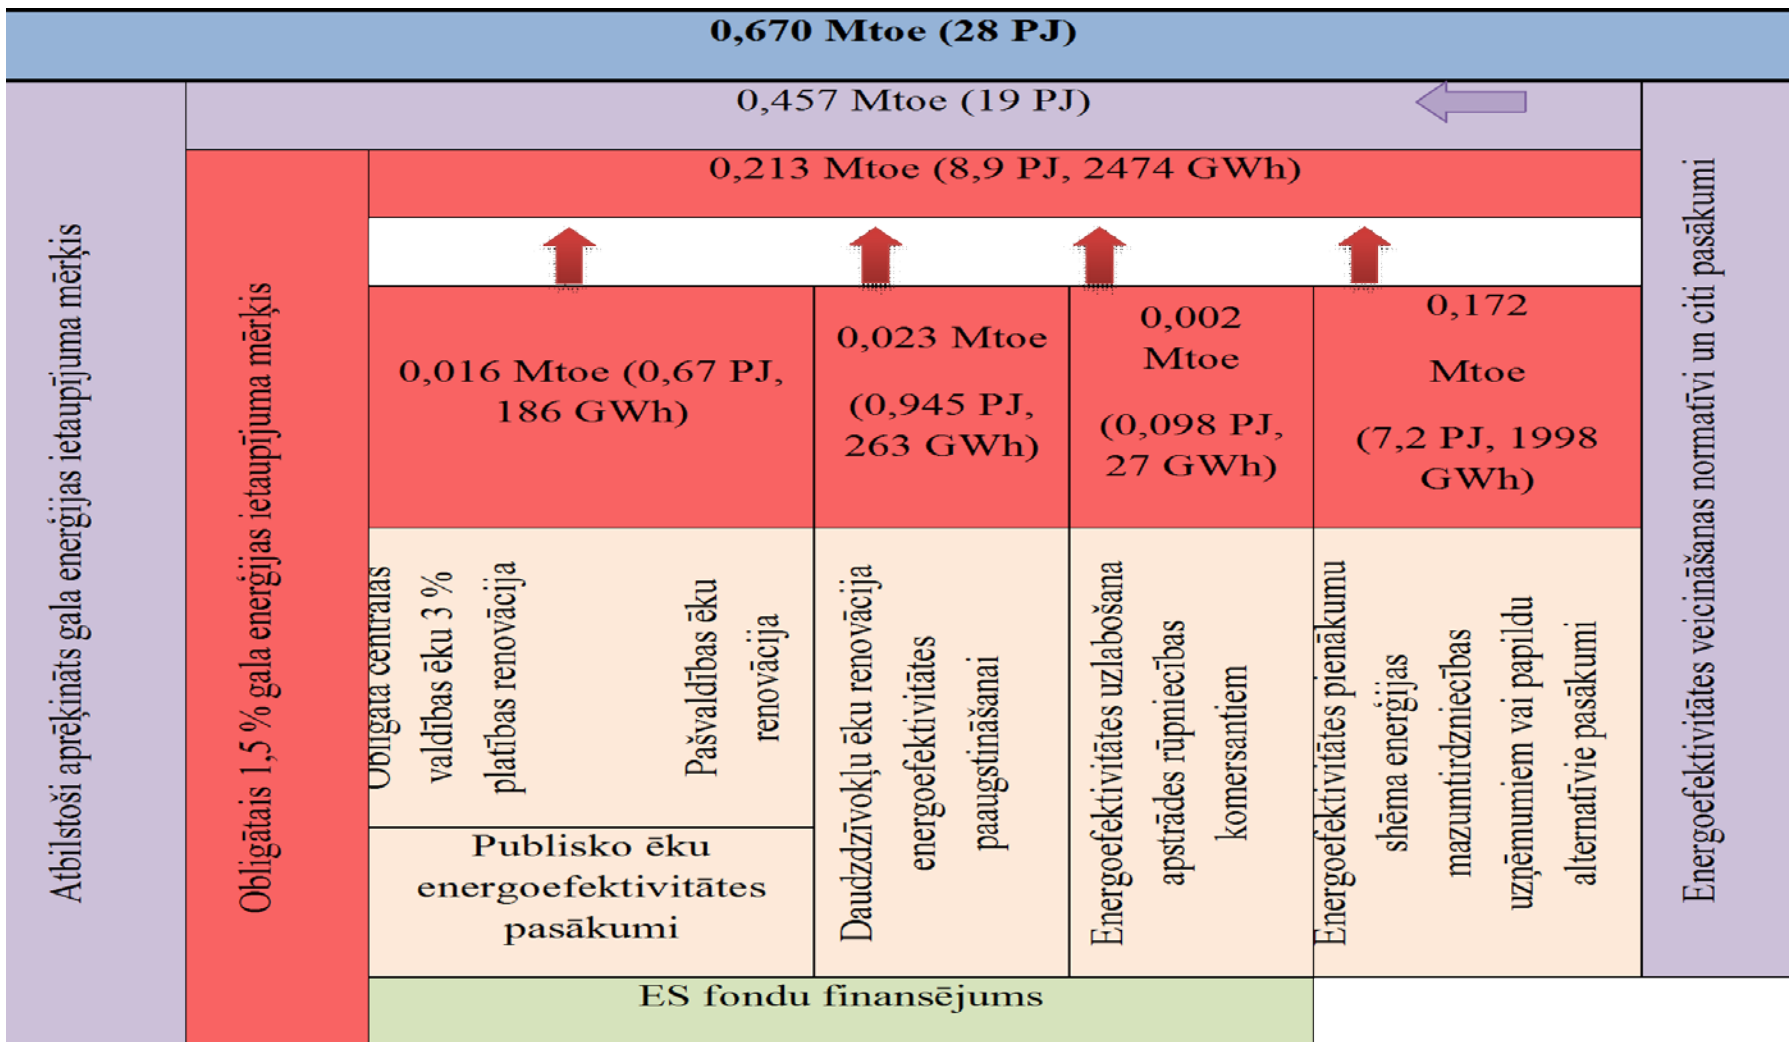 0,670 Mtoe (28 PJ)
0,457 Mtoe (19 PJ)
0,213 Mtoe (8,9 PJ, 2474 GWh)
Atbilstoši aprēķināts gala enerģijas ietaupījuma mērķis
Obligātais 1,5 % gala enerģijas ietaupījuma mērķis
0,016 Mtoe (0,67 PJ,
186 GWh)
0,023 Mtoe
(0,945 PJ,
263 GWh)
0,002
Mtoe
(0,098 PJ,
27 GWh)
0,172
Mtoe
(7,2 PJ, 1998
GWh)
Obligāta centrālās
valdības ēku 3 %
platības renovācija
Pašvaldības ēku
renovācija
Publisko ēku
energoefektivitātes
pasākumi
Daudzdzīvokļu ēku renovācija
energoefektivitātes
paaugstināšanai
Energoefektivitātes uzlabošana
apstrādes rūpniecības
komersantiem
Energoefektivitātes pienākumu
shēma enerģijas
mazumtirdzniecības
uzņēmumiem vai papildu
alternatīvie pasākumi
Energoefektivitātes veicināšanas normatīvi un citi pasākumi
ES fondu finansējums